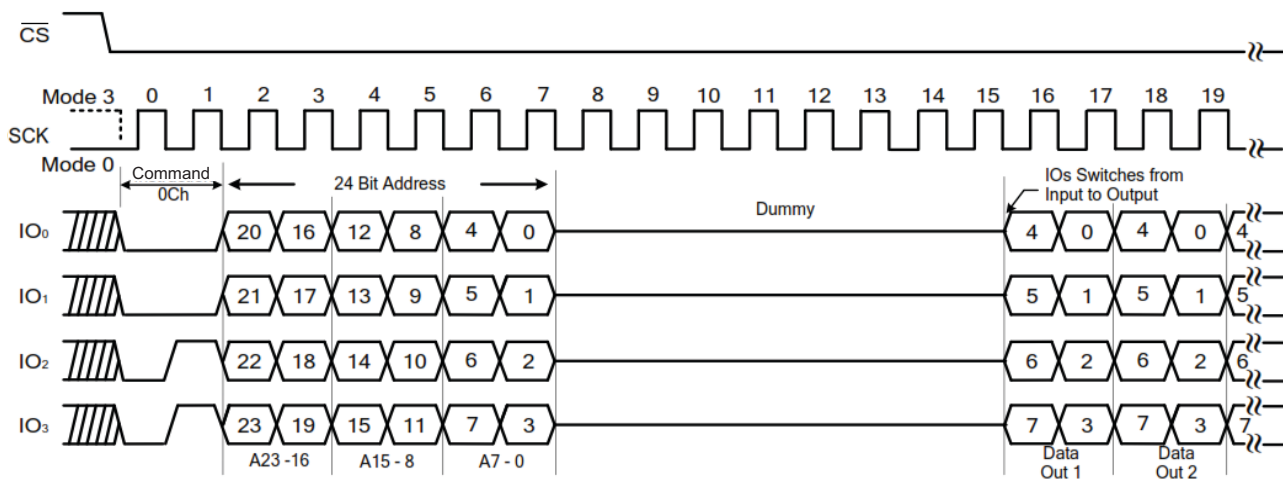 CS
Mode 3 0 1 2 3 4 5 6 7 8 9 10 11 12 13 14 15 16 17 18 19
SCK
Mode 0
Command
0Ch
24 Bit Address
Dummy
IOs Switches from
Input to Output
IO0 20 16 12 8 4 0 4 0 4 0 4
IO1 21 17 13 9 5 1 5 1 5 1 5
IO2 22 18 14 10 6 2 6 2 6 2 6
IO3 23 19 15 11 7 3 7 3 7 3 7
A23 -16 A15 - 8 A7 - 0
Data
Out 1
Data
Out 2